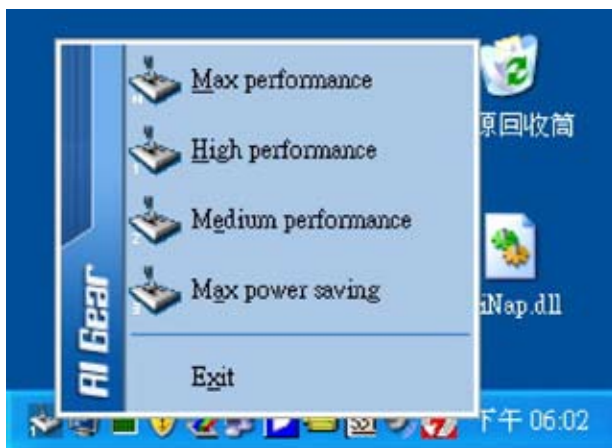 Max performance
High performance
Medium performance
Max power saving
Exit
AI Gear
原回收筒
iNap.dll
下午 06:02